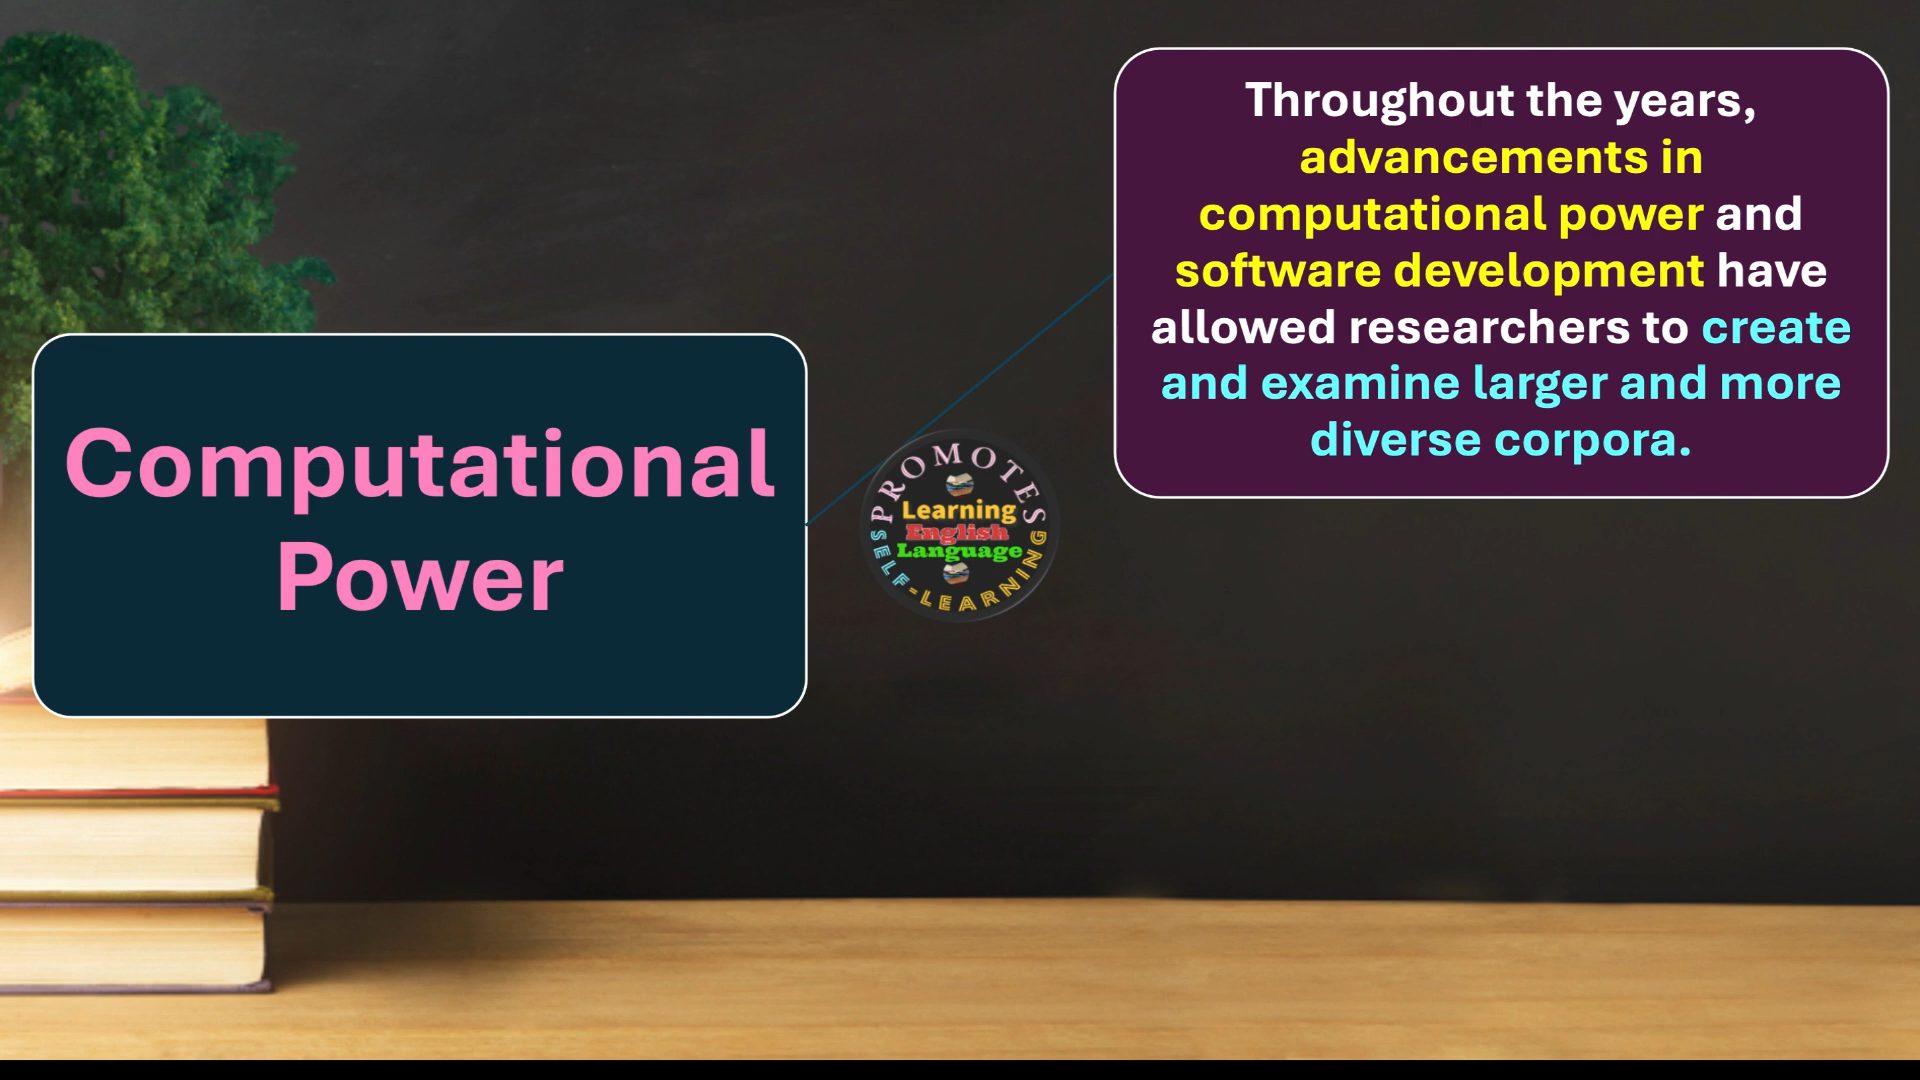 Computational
Power
Throughout the years,
advancements in
computational power and
software development have
allowed researchers to create
and examine larger and more
diverse corpora.
PROMOTES
Learning
English
Language
SELF-LEARNING